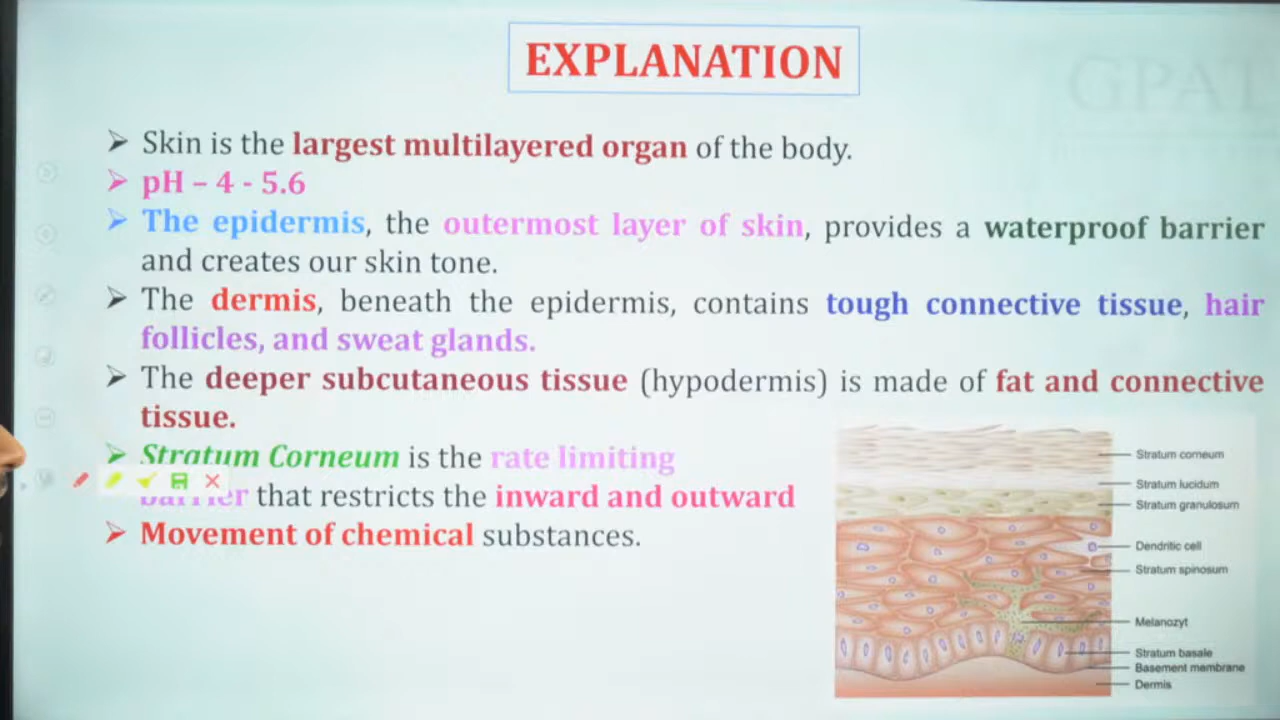 GPAT
EXPLANATION
➢ Skin is the largest multilayered organ of the body.
➢ pH – 4 - 5.6
➢ The epidermis, the outermost layer of skin, provides a waterproof barrier
and creates our skin tone.
➢ The dermis, beneath the epidermis, contains tough connective tissue, hair
follicles, and sweat glands.
➢ The deeper subcutaneous tissue (hypodermis) is made of fat and connective
tissue.
➢ Stratum Corneum is the rate limiting
barrier that restricts the inward and outward
➢ Movement of chemical substances.
Stratum corneum
Stratum lucidum
Stratum granulosum
Dendritic cell
Stratum spinosum
Melanozyt
Stratum basale
Basement membrane
Dermis